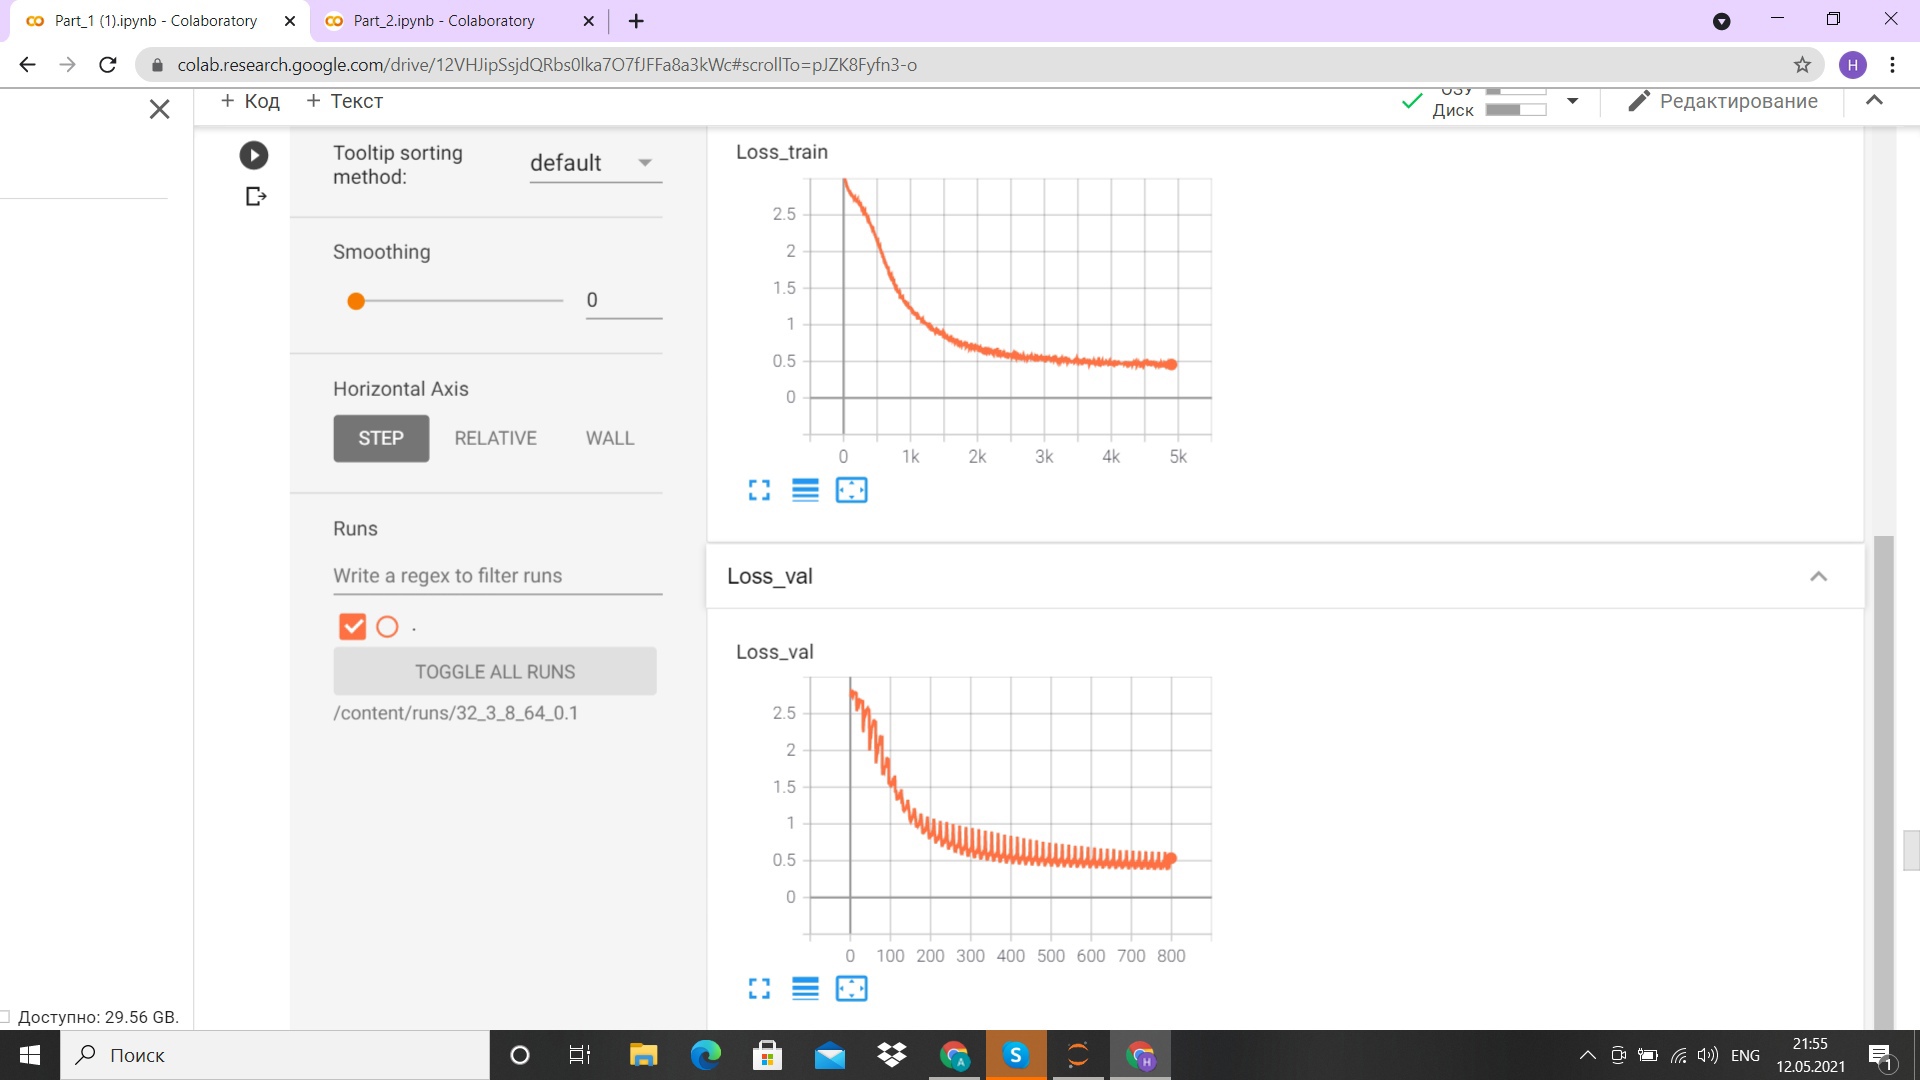 Part_1 (1).ipynb - Colaboratory
Part_2.ipynb - Colaboratory
colab.research.google.com/drive/12VHJipSsjdQRbs0lka7O7fJFFa8a3kWc#scrollTo=pJZK8Fyfn3-o
H
+ Код + Текст
ОЗУ
Диск
Редактирование
Tooltip sorting
method:
default
Smoothing
0
Horizontal Axis
STEP RELATIVE WALL
Runs
Write a regex to filter runs
.
TOGGLE ALL RUNS
/content/runs/32_3_8_64_0.1
Loss_train
2.5
2
1.5
1
0.5
0
0 1k 2k 3k 4k 5k
Loss_val
Loss_val
2.5
2
1.5
1
0.5
0
0 100 200 300 400 500 600 700 800
Доступно: 29.56 GB.
Поиск
A
S
H
ENG
21:55
12.05.2021
1